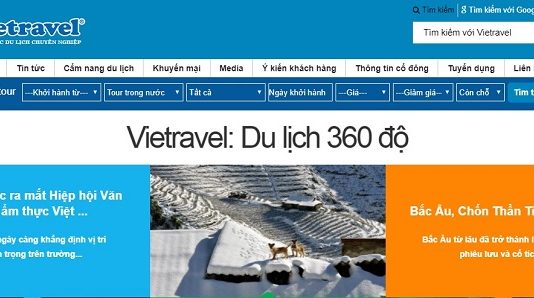 Tìm kiếm
Tìm kiếm với Goog
etravel®
C DU LỊCH CHUYÊN NGHIỆP
Tìm kiếm với Vietravel
Tin tức Cẩm nang du lịch Khuyến mại Media Ý kiến khách hàng Thông tin cổ đông Tuyển dụng Liên
our ---Khởi hành từ--- Tour trong nước Tất cả Ngày khởi hành ---Giá--- ---Giảm giá--- Còn chỗ Tìm t
Vietravel: Du lịch 360 độ
c ra mắt Hiệp hội Văn
ẩm thực Việt ...
gày càng khẳng định vị trí
n trọng trên trường...
Bắc Âu, Chốn Thần Ti
Bắc Âu từ lâu đã trở thành l
phiêu lưu và cổ tíc